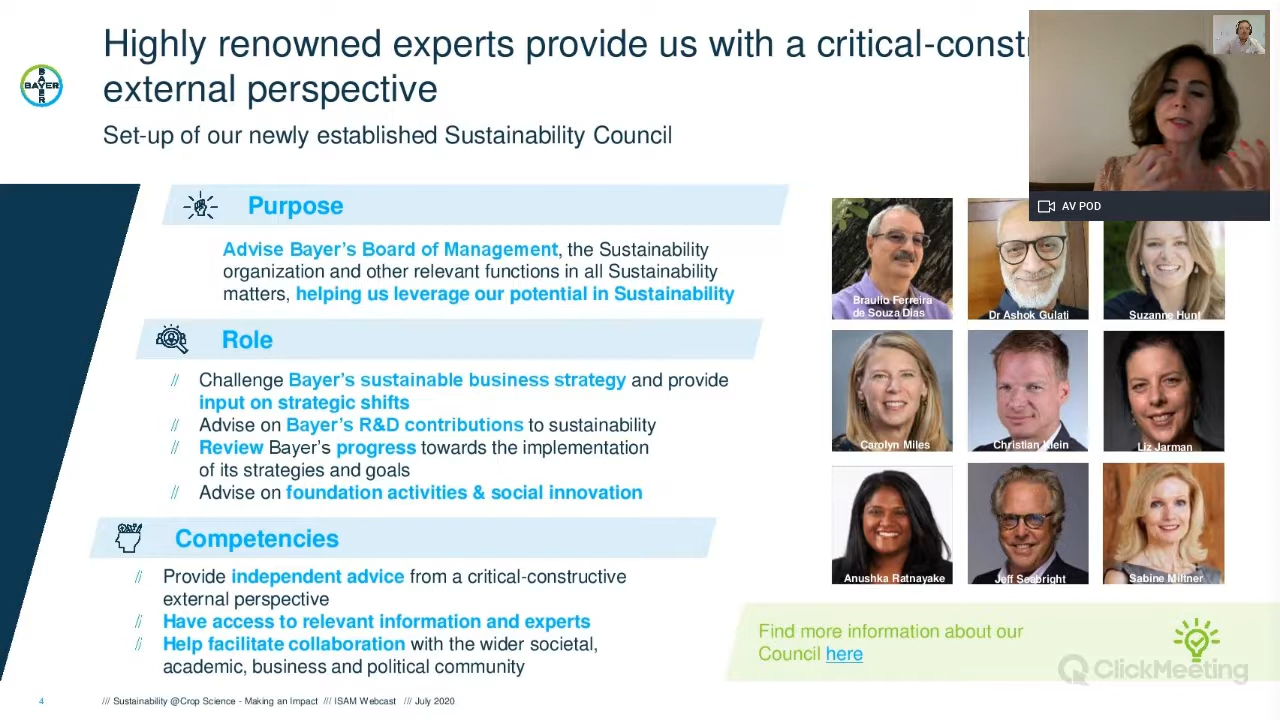 Highly renowned experts provide us with a critical-constr
external perspective
BAYER
BAYER
Set-up of our newly established Sustainability Council
AV POD
Purpose
Advise Bayer's Board of Management, the Sustainability
organization and other relevant functions in all Sustainability
matters, helping us leverage our potential in Sustainability
Role
// Challenge Bayer's sustainable business strategy and provide
input on strategic shifts
// Advise on Bayer's R&D contributions to sustainability
// Review Bayer's progress towards the implementation
of its strategies and goals
// Advise on foundation activities & social innovation
Competencies
// Provide independent advice from a critical-constructive
external perspective
// Have access to relevant information and experts
// Help facilitate collaboration with the wider societal,
academic, business and political community
Braulio Ferreira
de Souza Dias
Dr Ashok Gulati
Suzanne Hunt
Carolyn Miles
Christian Klein
Liz Jarman
Anushka Ratnayake
Jeff Seabright
Sabine Miltner
Find more information about our
Council here
ClickMeeting
4
/// Sustainability @Crop Science - Making an Impact /// ISAM Webcast /// July 2020